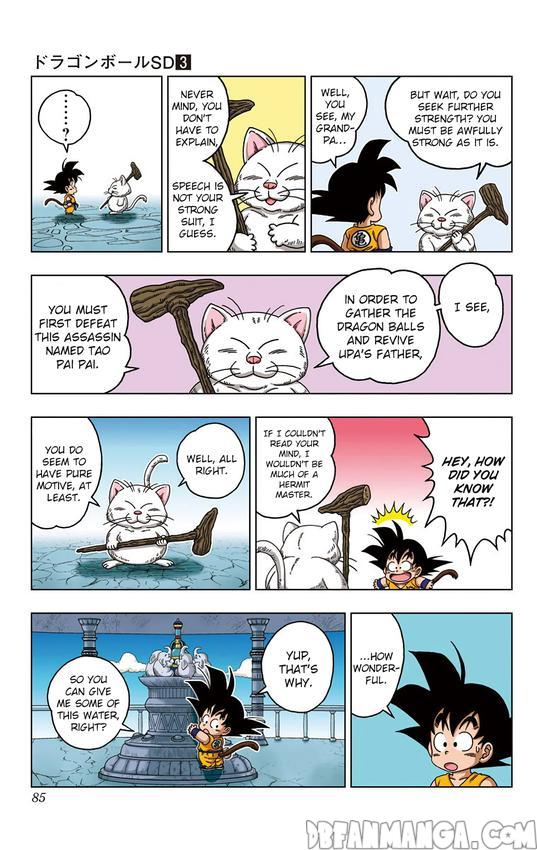 ドラゴンボールSD3
BUT WAIT, DO YOU
SEEK FURTHER
STRENGTH? YOU
MUST BE AWFULLY
STRONG AS IT IS.
WELL,
YOU
SEE, MY
GRAND-
PA...
NEVER
MIND, YOU
DON'T
HAVE TO
EXPLAIN,
SPEECH IS
NOT YOUR
STRONG
SUIT, I
GUESS.
......
?
I SEE,
IN ORDER TO
GATHER THE
DRAGON BALLS
AND REVIVE
UPA'S FATHER,
YOU MUST
FIRST DEFEAT
THIS ASSASSIN
NAMED TAO
PAI PAI.
HEY, HOW
DID YOU
KNOW
THAT?!
IF I COULDN'T
READ YOUR
MIND, I
WOULDN'T BE
MUCH OF A
HERMIT
MASTER.
WELL, ALL
RIGHT.
YOU DO
SEEM TO
HAVE PURE
MOTIVE, AT
LEAST.
...HOW
WONDER-
FUL.
YUP,
THAT'S
WHY.
SO YOU
CAN GIVE
ME SOME OF
THIS WATER,
RIGHT?
85
DBFANMANGA.COM